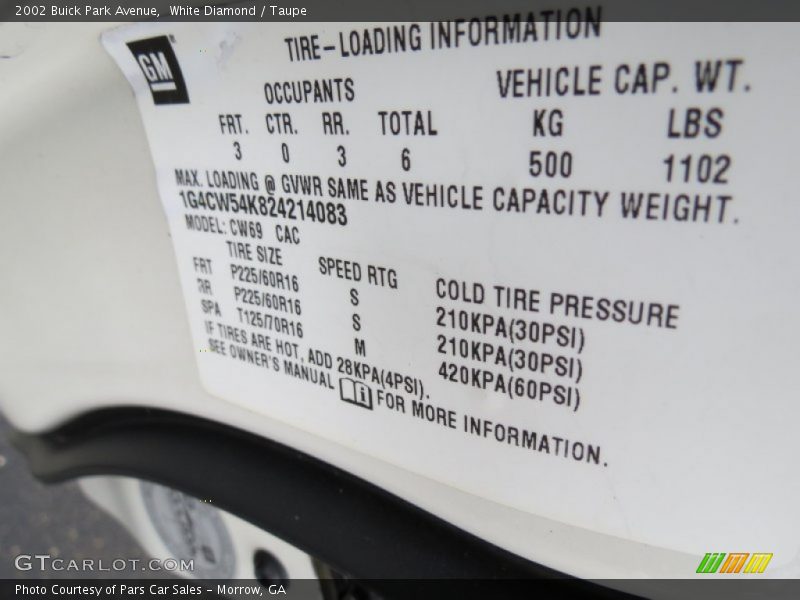 2002 Buick Park Avenue, White Diamond / Taupe
GM
TIRE-LOADING INFORMATION
OCCUPANTS VEHICLE CAP. WT.
FRT. CTR. RR. TOTAL KG LBS
3 0 3 6 500 1102
MAX. LOADING @ GVWR SAME AS VEHICLE CAPACITY WEIGHT.
1G4CW54K824214083
MODEL: CW69 CAC
TIRE SIZE SPEED RTG COLD TIRE PRESSURE
FRT P225/60R16 S 210KPA(30PSI)
RR P225/60R16 S 210KPA(30PSI)
SPA T125/70R16 M 420KPA(60PSI)
IF TIRES ARE HOT, ADD 28KPA(4PSI).
SEE OWNER'S MANUAL i FOR MORE INFORMATION.
GTCARLOT.COM
Photo Courtesy of Pars Car Sales - Morrow, GA